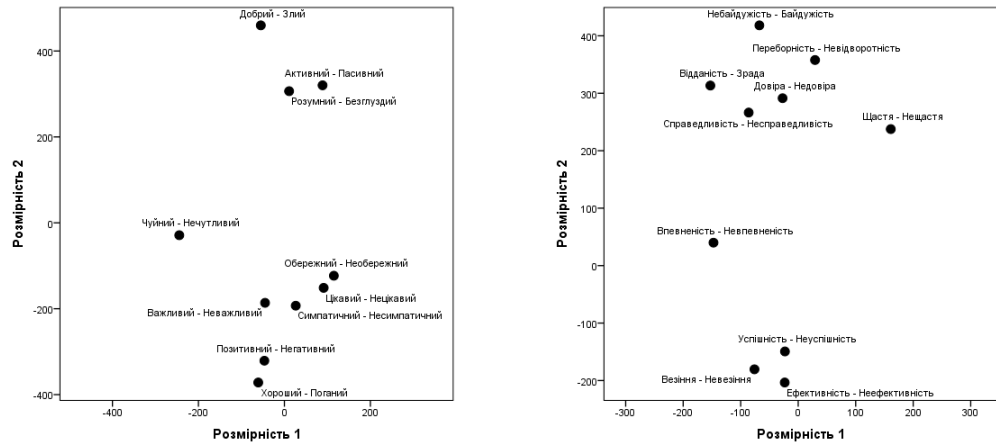 Добрий - Злий
400
Активний - Пасивний
Розумний - Безглуздий
200
Розмірність 2
0
Чуйний - Нечутливий
Обережний - Необережний
Цікавий - Нецікавий
Важливий - Неважливий
Симпатичний - Несимпатичний
-200
Позитивний - Негативний
Хороший - Поганий
-400
-400 -200 0 200
Розмірність 1
Небайдужість - Байдужість
400
Переборність - Невідворотність
Відданість - Зрада
Довіра - Недовіра
300
Справедливість - Несправедливість
Щастя - Нещастя
200
Розмірність 2
100
Впевненість - Невпевненість
0
-100
Успішність - Неуспішність
Везіння - Невезіння
-200
Ефективність - Неефективність
-300 -200 -100 0 100 200 300
Розмірність 1